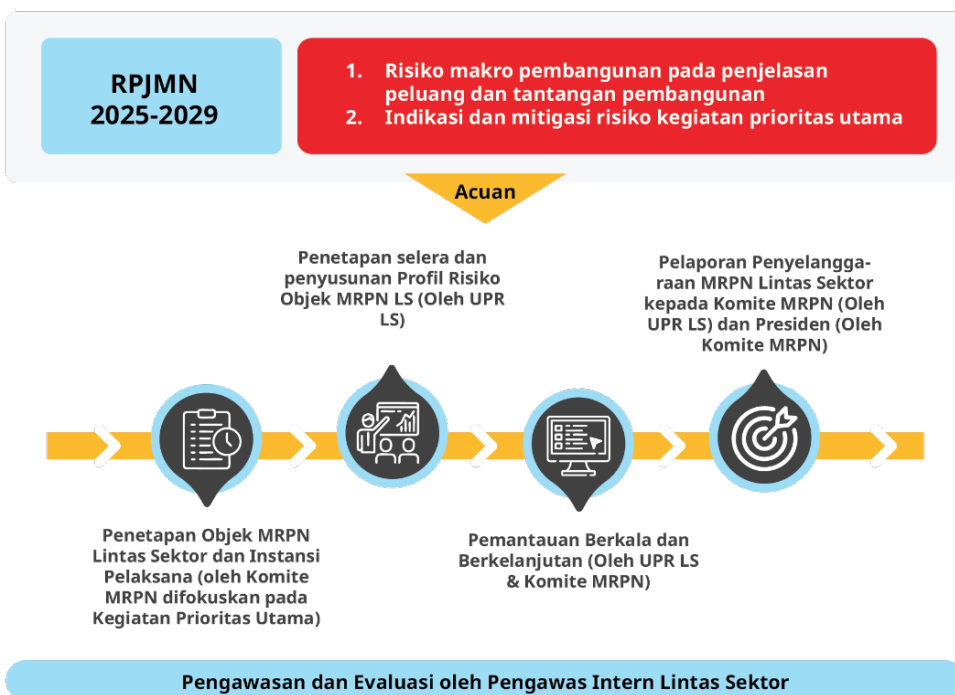 RPJMN
2025-2029
1. Risiko makro pembangunan pada penjelasan
peluang dan tantangan pembangunan
2. Indikasi dan mitigasi risiko kegiatan prioritas utama
Acuan
Penetapan selera dan
penyusunan Profil Risiko
Objek MRPN LS (Oleh UPR
LS)
Pelaporan Penyelangga-
raan MRPN Lintas Sektor
kepada Komite MRPN (Oleh
UPR LS) dan Presiden (Oleh
Komite MRPN)
Penetapan Objek MRPN
Lintas Sektor dan Instansi
Pelaksana (oleh Komite
MRPN difokuskan pada
Kegiatan Prioritas Utama)
Pemantauan Berkala dan
Berkelanjutan (Oleh UPR LS
& Komite MRPN)
Pengawasan dan Evaluasi oleh Pengawas Intern Lintas Sektor